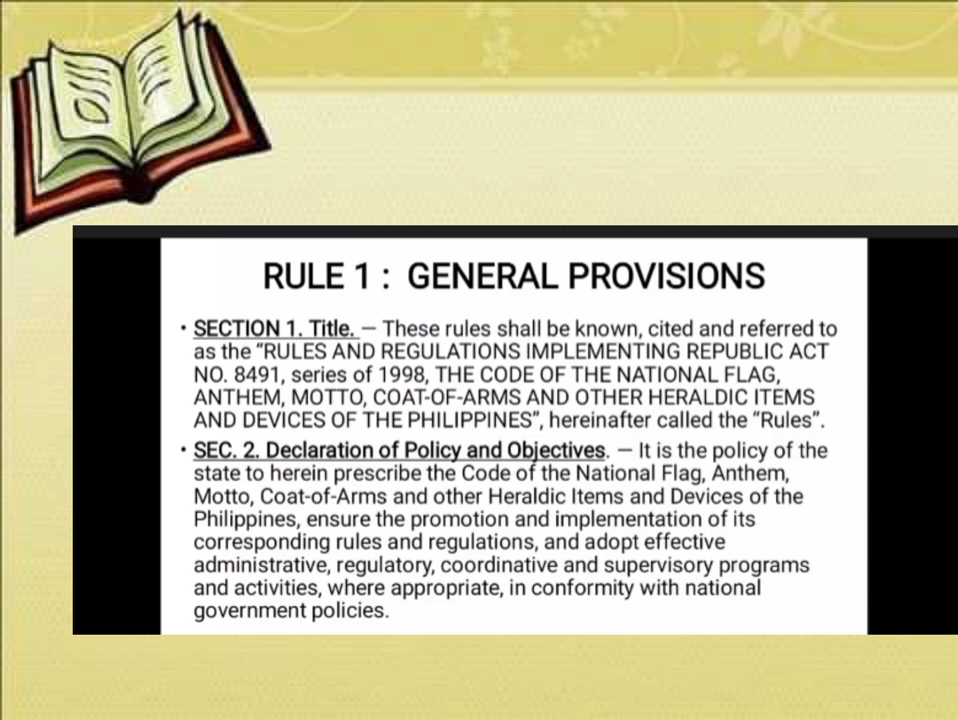 RULE 1 : GENERAL PROVISIONS
• SECTION 1. Title. — These rules shall be known, cited and referred to
as the “RULES AND REGULATIONS IMPLEMENTING REPUBLIC ACT
NO. 8491, series of 1998, THE CODE OF THE NATIONAL FLAG,
ANTHEM, MOTTO, COAT-OF-ARMS AND OTHER HERALDIC ITEMS
AND DEVICES OF THE PHILIPPINES”, hereinafter called the “Rules”.
• SEC. 2. Declaration of Policy and Objectives. — It is the policy of the
state to herein prescribe the Code of the National Flag, Anthem,
Motto, Coat-of-Arms and other Heraldic Items and Devices of the
Philippines, ensure the promotion and implementation of its
corresponding rules and regulations, and adopt effective
administrative, regulatory, coordinative and supervisory programs
and activities, where appropriate, in conformity with national
government policies.